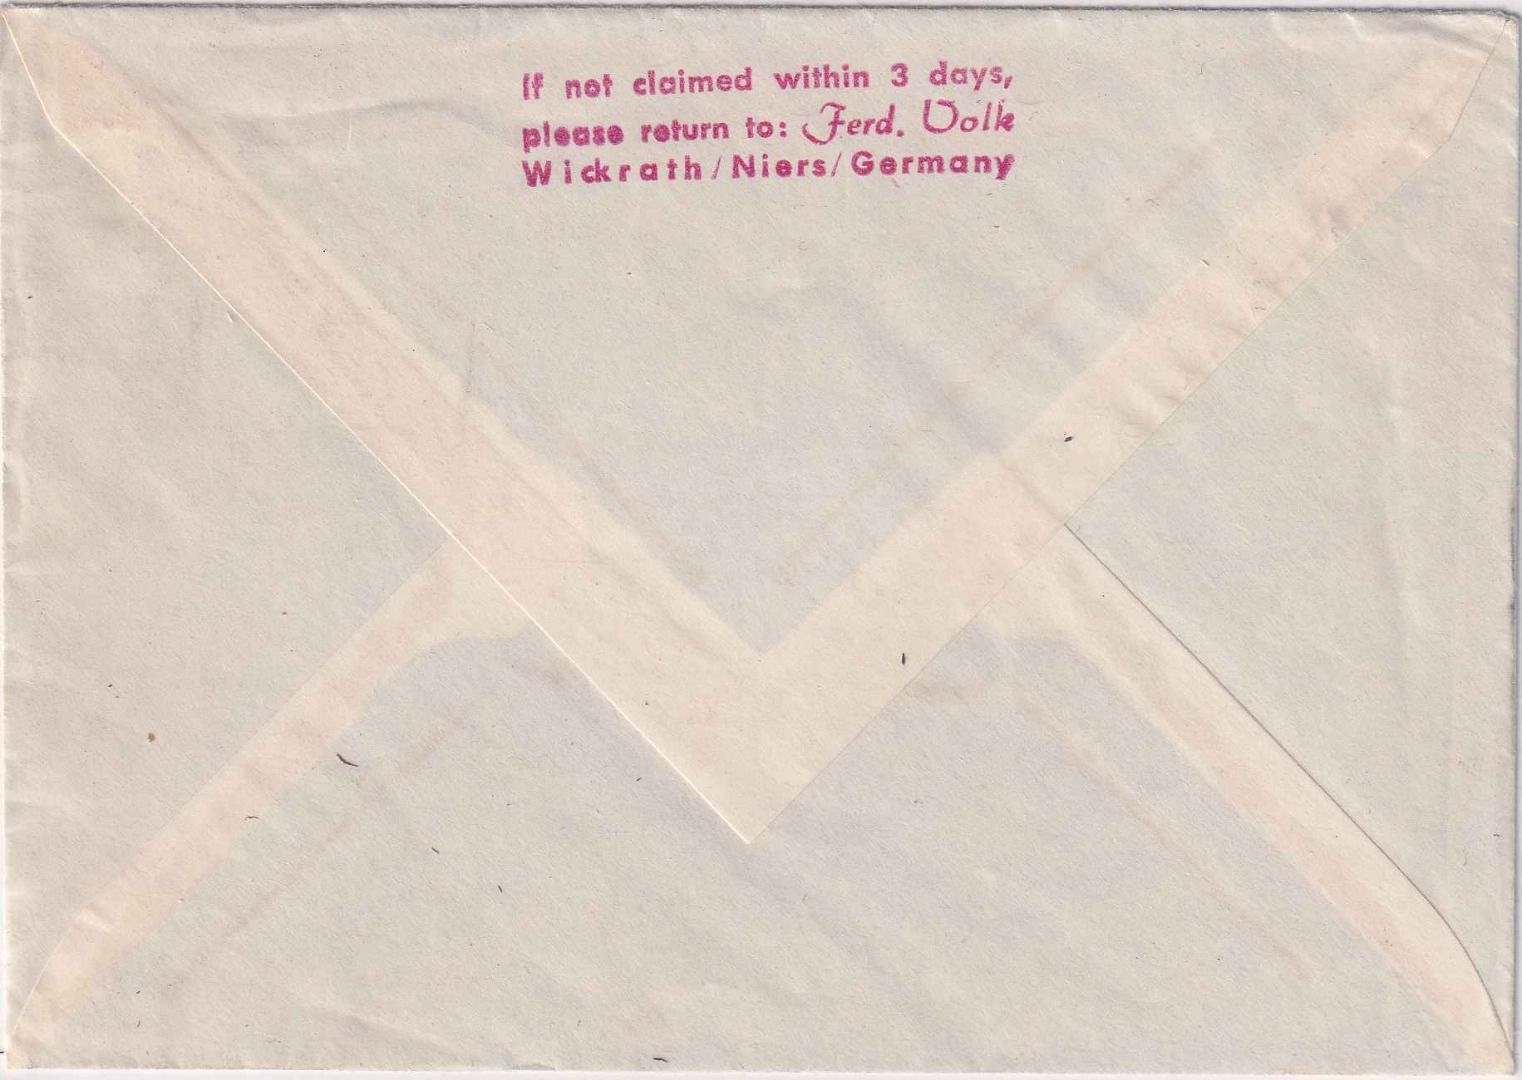 If not claimed within 3 days,
please return to: Ferd. Volk
Wickrath/Niers/Germany